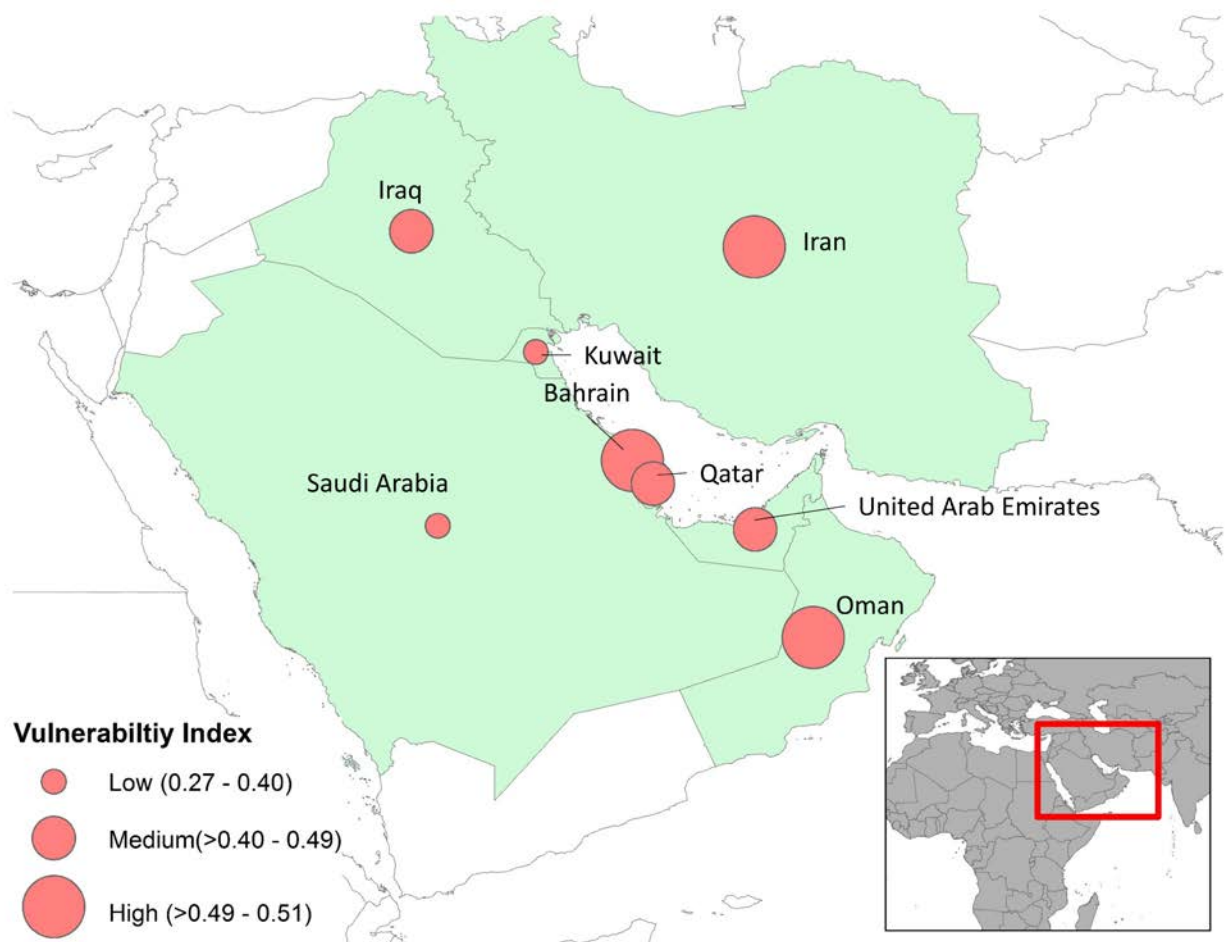 Iraq
Iran
Kuwait
Bahrain
Qatar
Saudi Arabia
United Arab Emirates
Oman
Vulnerabiltiy Index
Low (0.27 - 0.40)
Medium(>0.40 - 0.49)
High (>0.49 - 0.51)